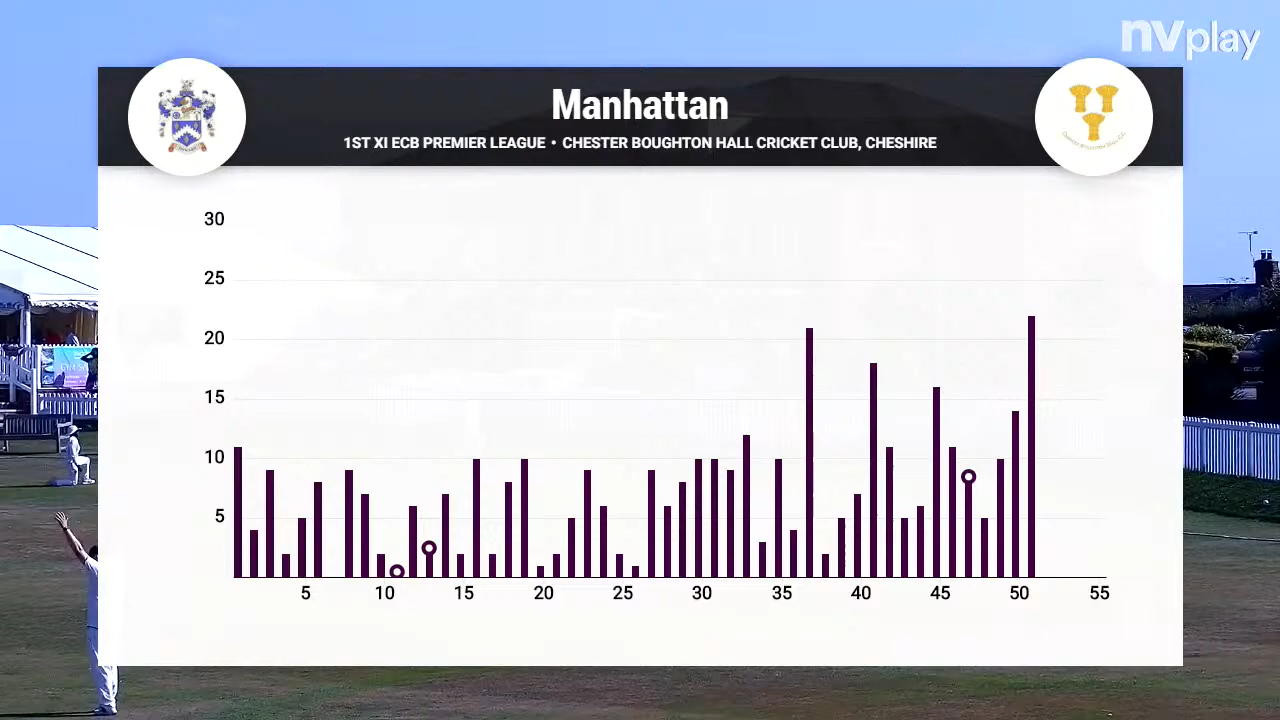 nvplay
Manhattan
1ST XI ECB PREMIER LEAGUE • CHESTER BOUGHTON HALL CRICKET CLUB, CHESHIRE
30
25
20
15
10
5
5 10 15 20 25 30 35 40 45 50 55